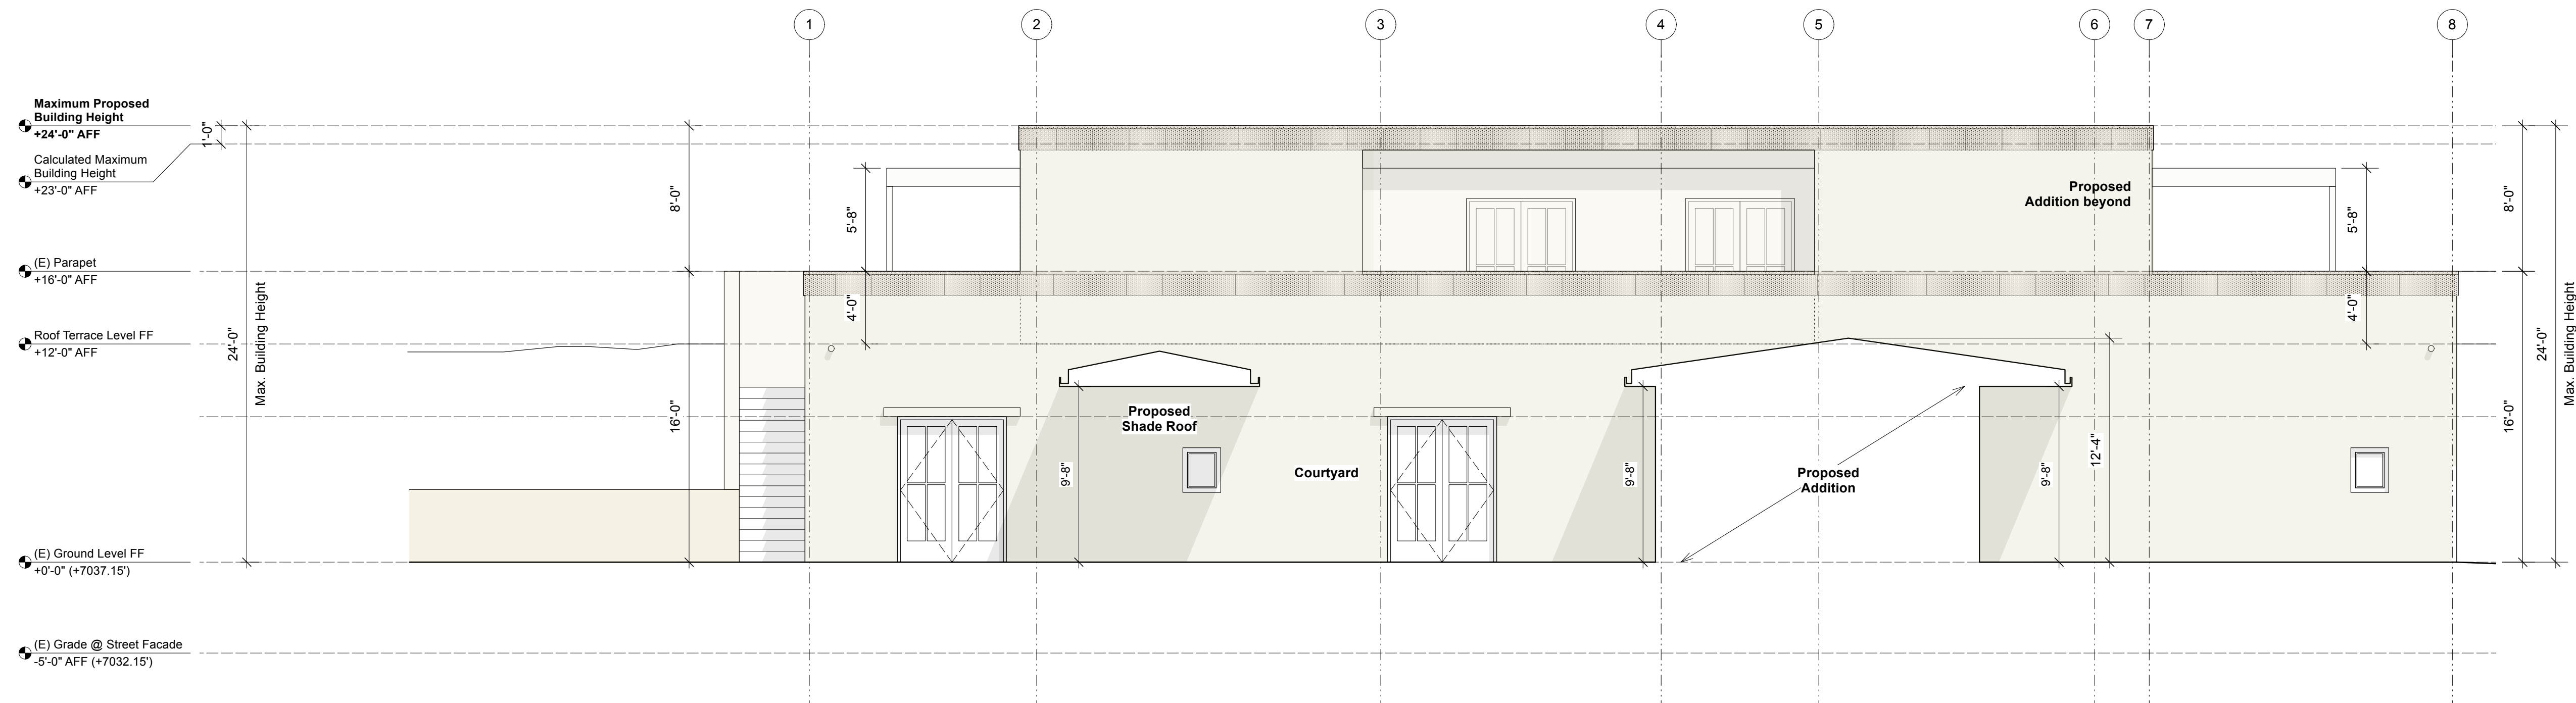 1
2
3
4
5
6
7
8
Maximum Proposed
Building Height
+24'-0" AFF
1'-0"
Calculated Maximum
Building Height
+23'-0" AFF
8'-0"
5'-8"
Proposed
Addition beyond
5'-8"
8'-0"
(E) Parapet
+16'-0" AFF
24'-0"
Max. Building Height
4'-0"
4'-0"
24'-0"
Max. Building Height
Roof Terrace Level FF
+12'-0" AFF
16'-0"
Proposed
Shade Roof
9'-8"
Courtyard
9'-8"
Proposed
Addition
9'-8"
12'-4"
16'-0"
(E) Ground Level FF
+0'-0" (+7037.15')
(E) Grade @ Street Facade
-5'-0" AFF (+7032.15')